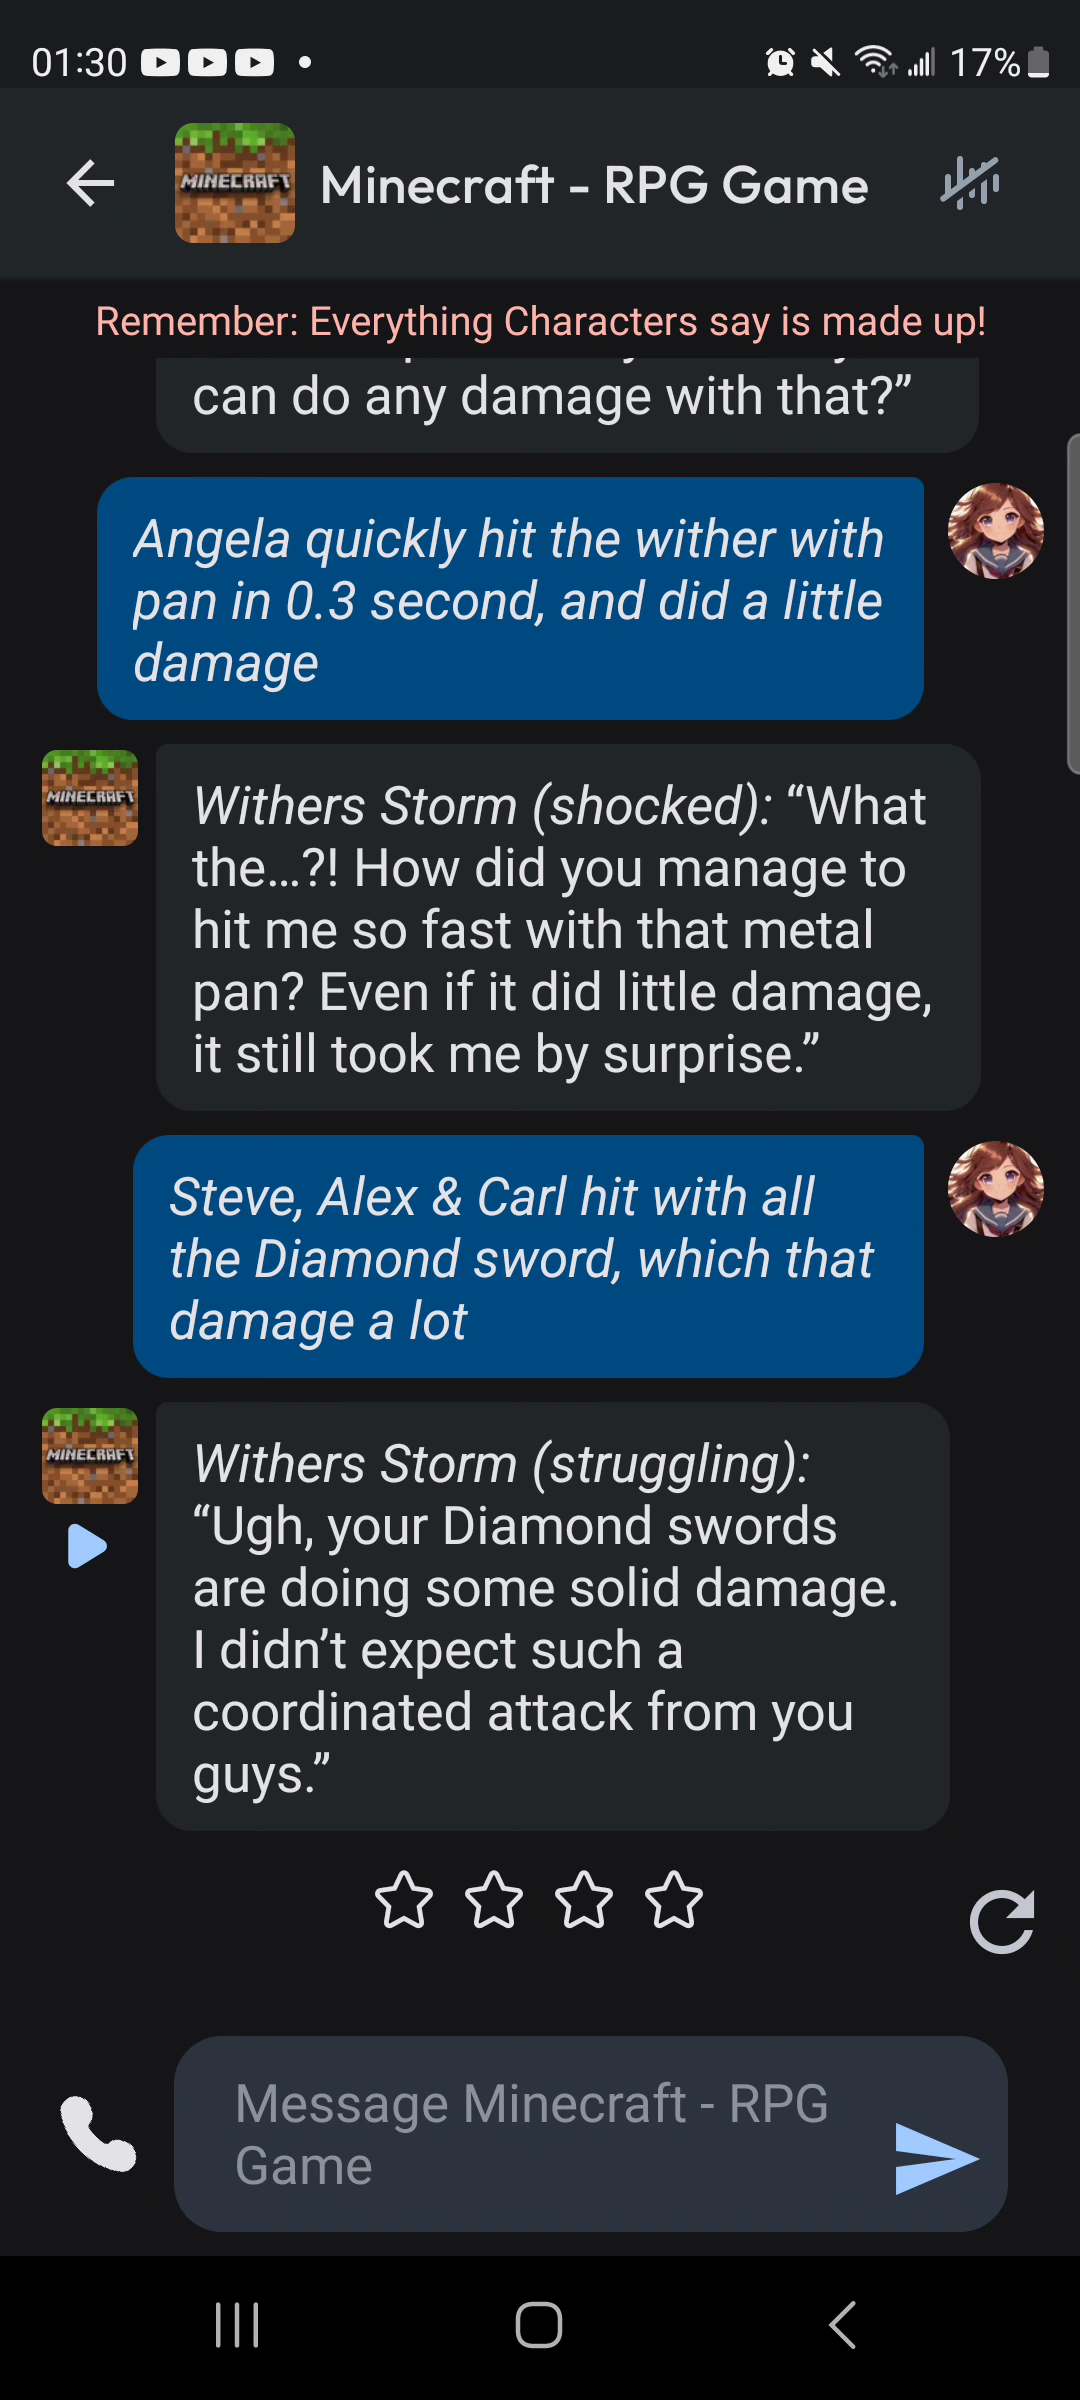 01:30
17%
MINECRAFT
Minecraft - RPG Game
Remember: Everything Characters say is made up!
can do any damage with that?”
Angela quickly hit the wither with
pan in 0.3 second, and did a little
damage
MINECRAFT
Withers Storm (shocked): “What
the...?! How did you manage to
hit me so fast with that metal
pan? Even if it did little damage,
it still took me by surprise.”
Steve, Alex & Carl hit with all
the Diamond sword, which that
damage a lot
MINECRAFT
Withers Storm (struggling):
“Ugh, your Diamond swords
are doing some solid damage.
I didn’t expect such a
coordinated attack from you
guys.”
Message Minecraft - RPG
Game